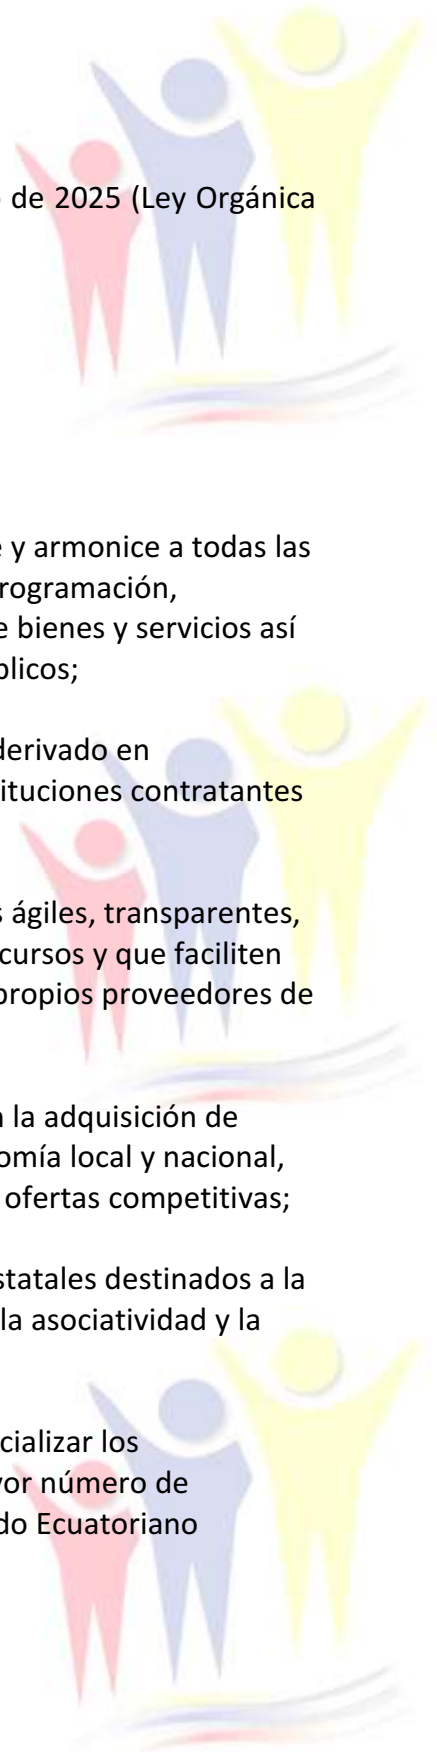 de 2025 (Ley Orgánica
y armonice a todas las
rogramación,
e bienes y servicios así
blicos;
derivado en
tituciones contratantes
s ágiles, transparentes,
cursos y que faciliten
propios proveedores de
la adquisición de
omía local y nacional,
ofertas competitivas;
statales destinados a la
la asociatividad y la
cializar los
yor número de
do Ecuatoriano